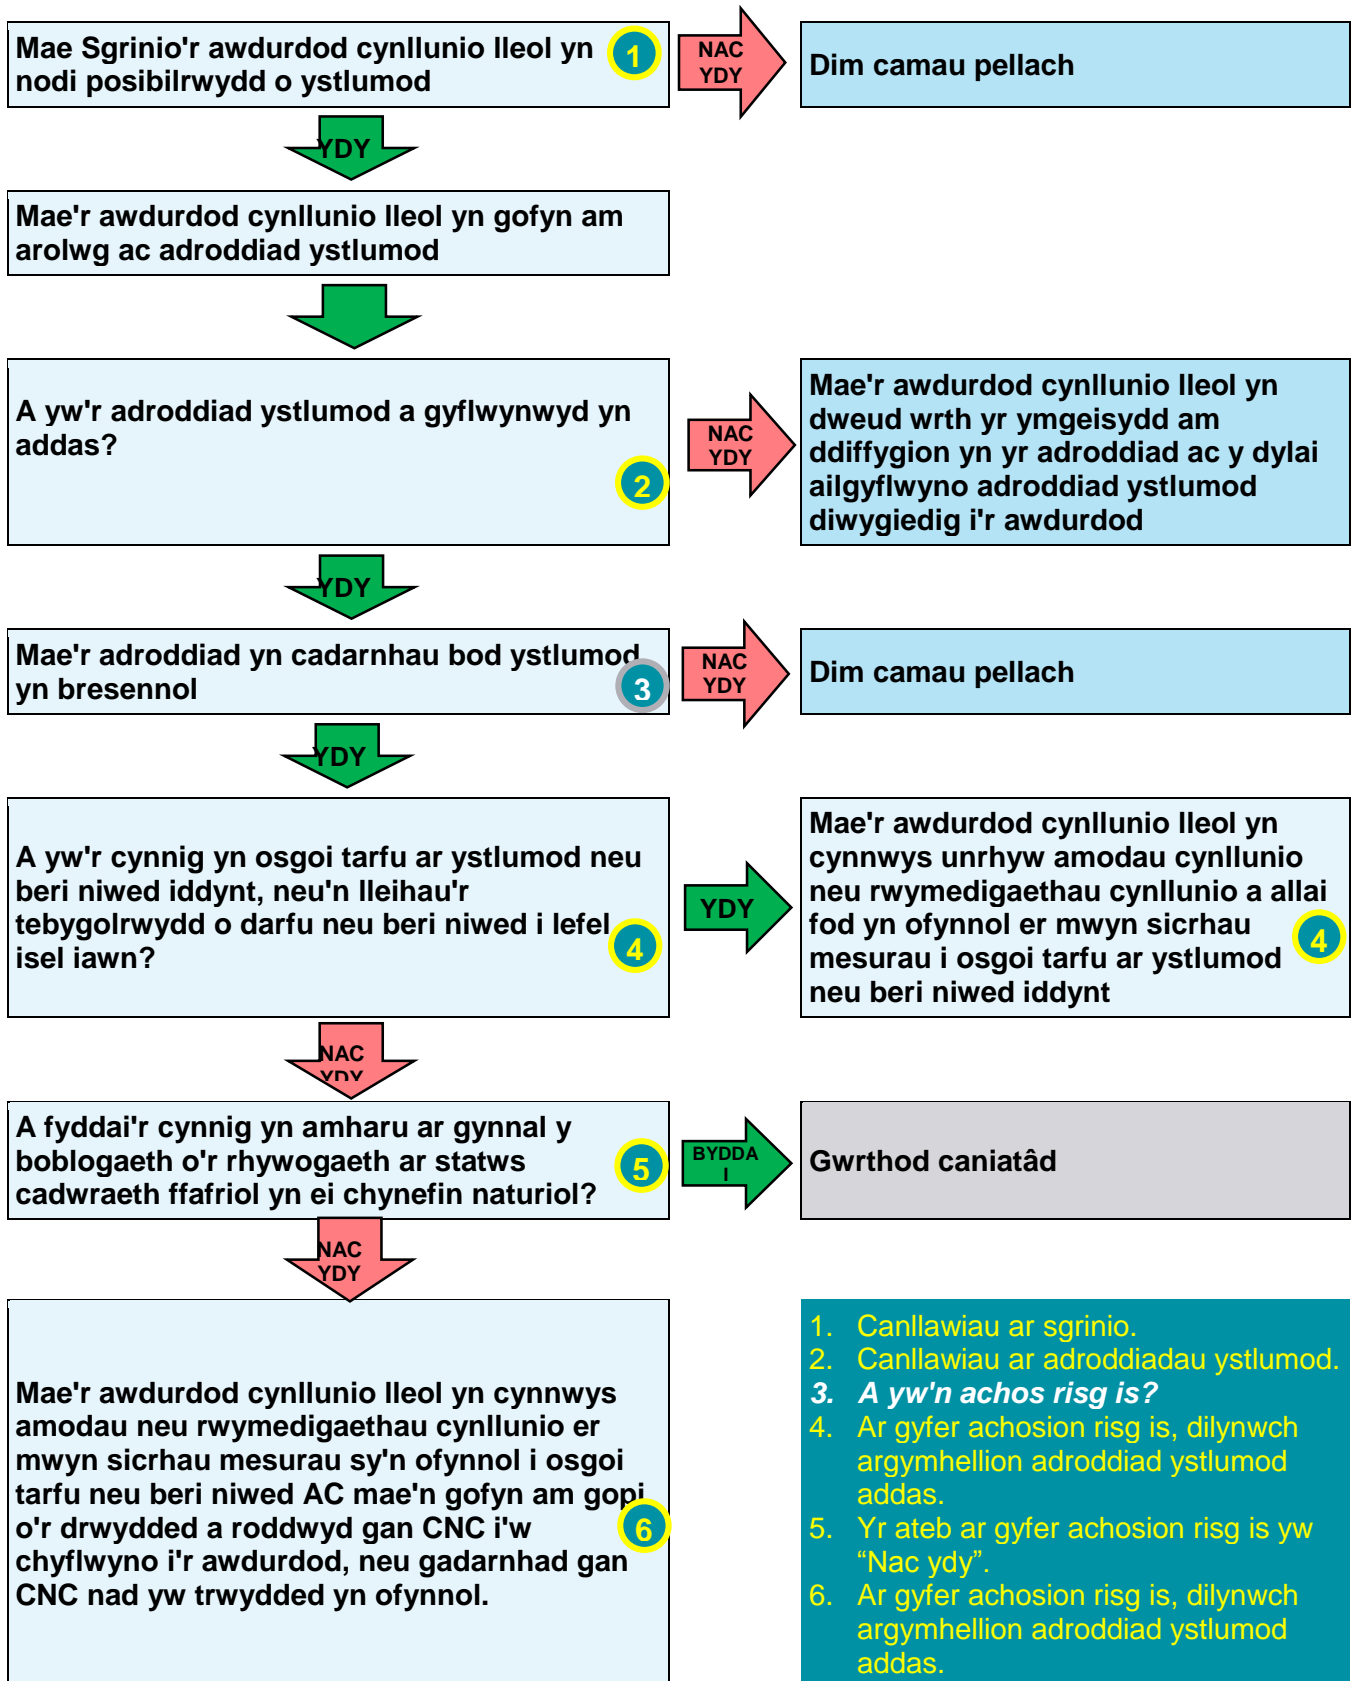 Mae Sgrinio'r awdurdod cynllunio lleol yn
nodi posibilrwydd o ystlumod
1
NAC
YDY
Dim camau pellach
YDY
Mae'r awdurdod cynllunio lleol yn gofyn am
arolwg ac adroddiad ystlumod
A yw'r adroddiad ystlumod a gyflwynwyd yn
addas?
2
NAC
YDY
Mae'r awdurdod cynllunio lleol yn
dweud wrth yr ymgeisydd am
ddiffygion yn yr adroddiad ac y dylai
ailgyflwyno adroddiad ystlumod
diwygiedig i'r awdurdod
YDY
Mae'r adroddiad yn cadarnhau bod ystlumod
yn bresennol
3
NAC
YDY
Dim camau pellach
YDY
A yw'r cynnig yn osgoi tarfu ar ystlumod neu
beri niwed iddynt, neu'n lleihau'r
tebygolrwydd o darfu neu beri niwed i lefel
isel iawn?
4
YDY
Mae'r awdurdod cynllunio lleol yn
cynnwys unrhyw amodau cynllunio
neu rwymedigaethau cynllunio a allai
fod yn ofynnol er mwyn sicrhau
mesurau i osgoi tarfu ar ystlumod
neu beri niwed iddynt
4
NAC
YDY
A fyddai'r cynnig yn amharu ar gynnal y
boblogaeth o'r rhywogaeth ar statws
cadwraeth ffafriol yn ei chynefin naturiol?
5
BYDDA
I
Gwrthod caniatâd
NAC
YDY
Mae'r awdurdod cynllunio lleol yn cynnwys
amodau neu rwymedigaethau cynllunio er
mwyn sicrhau mesurau sy'n ofynnol i osgoi
tarfu neu beri niwed AC mae'n gofyn am gopi
o'r drwydded a roddwyd gan CNC i'w
chyflwyno i'r awdurdod, neu gadarnhad gan
CNC nad yw trwydded yn ofynnol.
6
1. Canllawiau ar sgrinio.
2. Canllawiau ar adroddiadau ystlumod.
3. A yw'n achos risg is?
4. Ar gyfer achosion risg is, dilynwch
argymhellion adroddiad ystlumod
addas.
5. Yr ateb ar gyfer achosion risg is yw
“Nac ydy”.
6. Ar gyfer achosion risg is, dilynwch
argymhellion adroddiad ystlumod
addas.